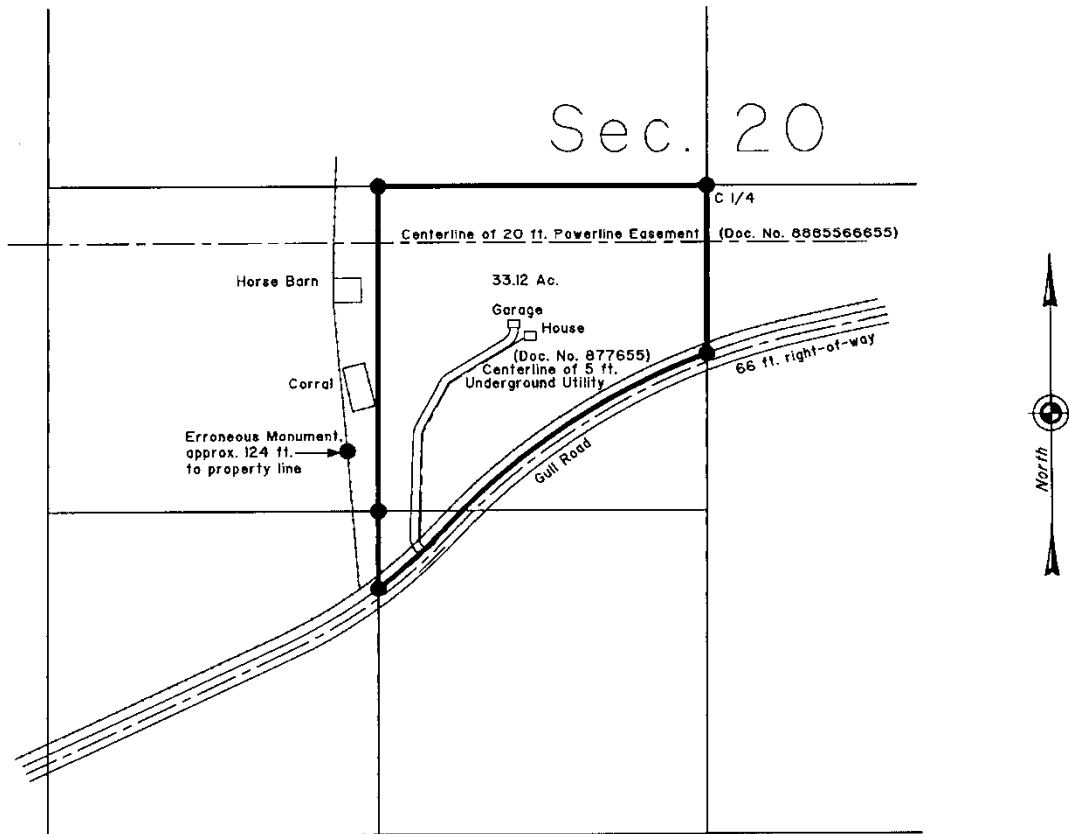 Sec. 20
C 1/4
Centerline of 20 ft. Powerline Easement (Doc. No. 8885566655)
Horse Barn
33.12 Ac.
Garage
House
(Doc. No. 877655)
Centerline of 5 ft.
Underground Utility
66 ft. right-of-way
Corral
Erroneous Monument,
approx. 124 ft.
to property line
Gull Road
North